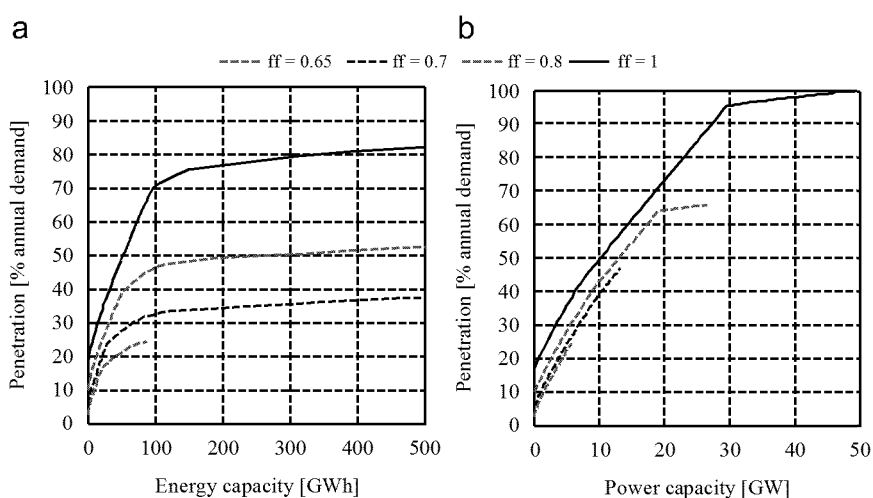 a
b
ff = 0.65 ff = 0.7 ff = 0.8 ff = 1
Penetration [% annual demand]
100
90
80
70
60
50
40
30
20
10
0
0 100 200 300 400 500
Energy capacity [GWh]
Penetration [% annual demand]
100
90
80
70
60
50
40
30
20
10
0
0 10 20 30 40 50
Power capacity [GW]